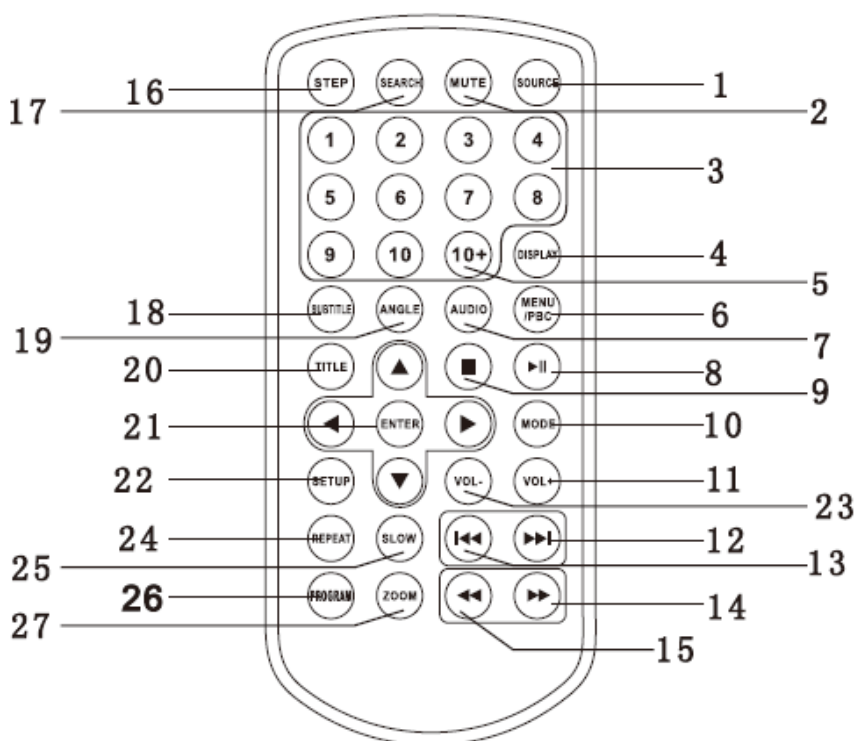 16 STEP SEARCH MUTE SOURCE 1
17 2
1 2 3 4
3
5 6 7 8
9 10 10+ DISPLAY 4
5
18 SUBTITLE ANGLE AUDIO MENU /PBC 6
19 7
20 TITLE 8
9
21 ENTER MODE 10
22 SETUP VOL- VOL+ 11
23
24 REPEAT SLOW 12
25 13
26 PROGRAM ZOOM 14
27 15